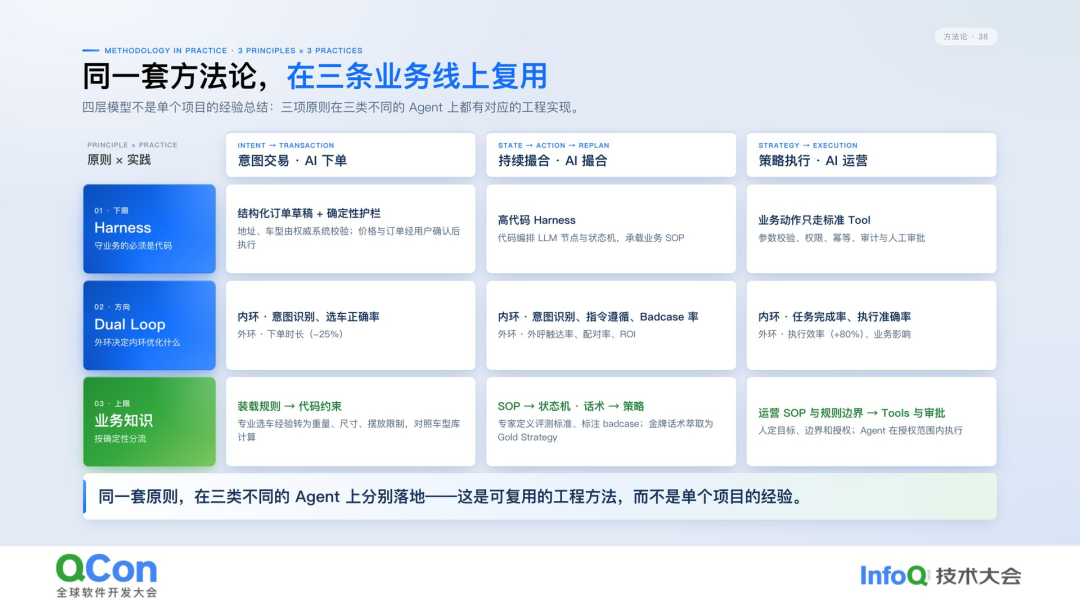 METHODOLOGY IN PRACTICE · 3 PRINCIPLES × 3 PRACTICES
方法论 · 38
同一套方法论，在三条业务线上复用
四层模型不是单个项目的经验总结：三项原则在三类不同的 Agent 上都有对应的工程实现。
PRINCIPLE × PRACTICE
原则 × 实践
INTENT → TRANSACTION
意图交易 · AI 下单
STATE → ACTION → REPLAN
持续撮合 · AI 撮合
STRATEGY → EXECUTION
策略执行 · AI 运营
01 · 下限
Harness
守业务的必须是代码
结构化订单草稿 + 确定性护栏
地址、车型由权威系统校验；价格与订单经用户确认后
执行
高代码 Harness
代码编排 LLM 节点与状态机，承载业务 SOP
业务动作只走标准 Tool
参数校验、权限、幂等、审计与人工审批
02 · 方向
Dual Loop
外环决定内环优化什么
内环 · 意图识别、选车正确率
外环 · 下单时长（−25%）
内环 · 意图识别、指令遵循、Badcase 率
外环 · 外呼触达率、配对率、ROI
内环 · 任务完成率、执行准确率
外环 · 执行效率（+80%）、业务影响
03 · 上限
业务知识
按确定性分流
装载规则 → 代码约束
专业选车经验转为重量、尺寸、摆放限制，对照车型库
计算
SOP → 状态机 · 话术 → 策略
专家定义评测标准、标注 badcase；金牌话术萃取为
Gold Strategy
运营 SOP 与规则边界 → Tools 与审批
人定目标、边界和授权；Agent 在授权范围内执行
同一套原则，在三类不同的 Agent 上分别落地——这是可复用的工程方法，而不是单个项目的经验。
QCon
全球软件开发大会
InfoQ 技术大会